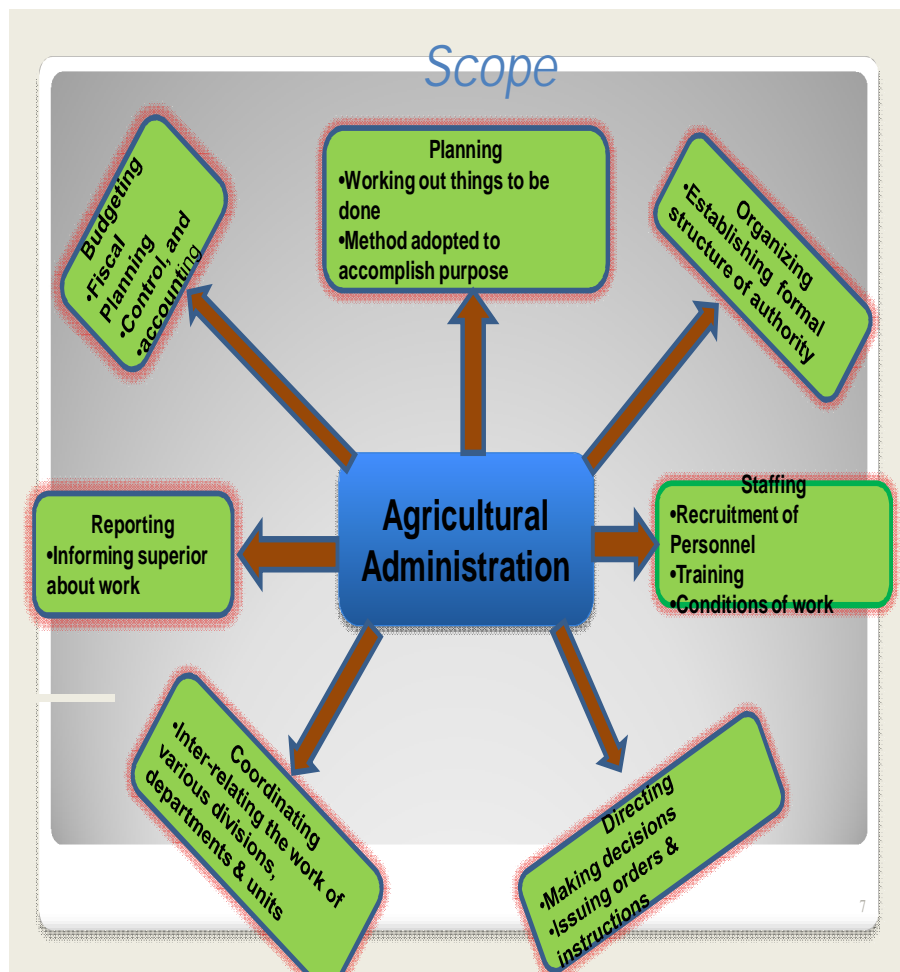 Scope
Budgeting
•Fiscal
Planning
•Control, and
•accounting
Planning
•Working out things to be
done
•Method adopted to
accomplish purpose
Organizing
•Establishing formal
structure of authority
Reporting
•Informing superior
about work
Agricultural
Administration
Staffing
•Recruitment of
Personnel
•Training
•Conditions of work
Coordinating
•Inter-relating the work of
various divisions,
departments & units
Directing
•Making decisions
•Issuing orders &
instructions
7